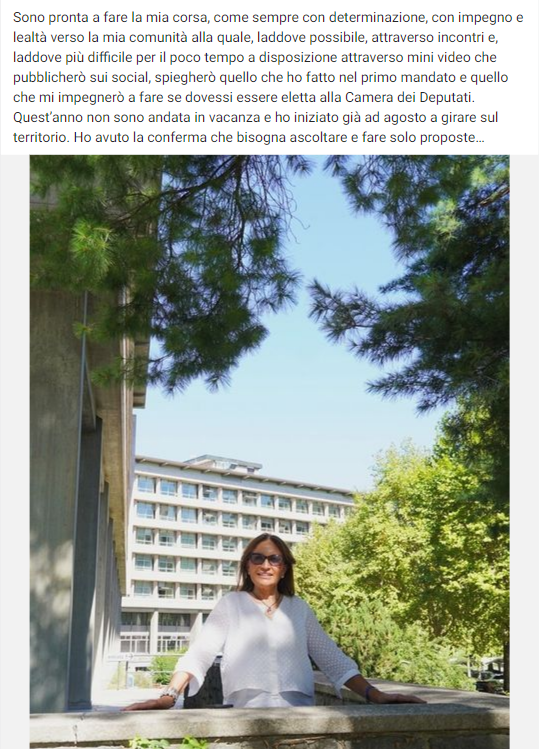 Sono pronta a fare la mia corsa, come sempre con determinazione, con impegno e
lealtà verso la mia comunità alla quale, laddove possibile, attraverso incontri e,
laddove più difficile per il poco tempo a disposizione attraverso mini video che
pubblicherò sui social, spiegherò quello che ho fatto nel primo mandato e quello
che mi impegnerò a fare se dovessi essere eletta alla Camera dei Deputati.
Quest'anno non sono andata in vacanza e ho iniziato già ad agosto a girare sul
territorio. Ho avuto la conferma che bisogna ascoltare e fare solo proposte…